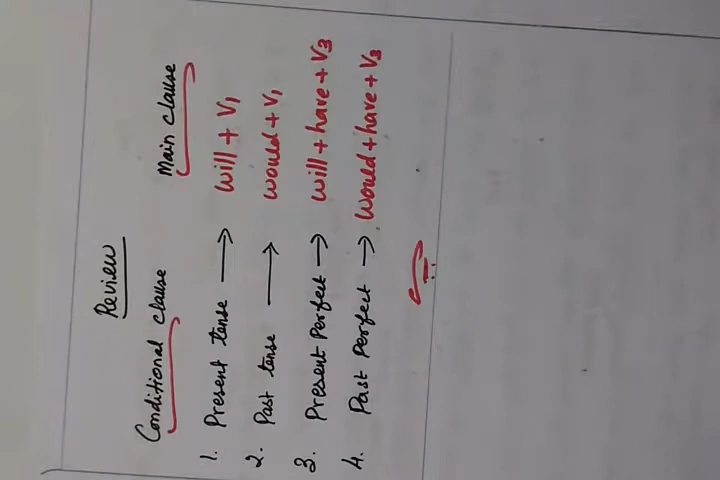 Review
Conditional clause Main clause
1. Present tense → will + V1
2. Past tense → would + V1
3. Present Perfect → will + have + V3
4. Past perfect → Would + have + V3